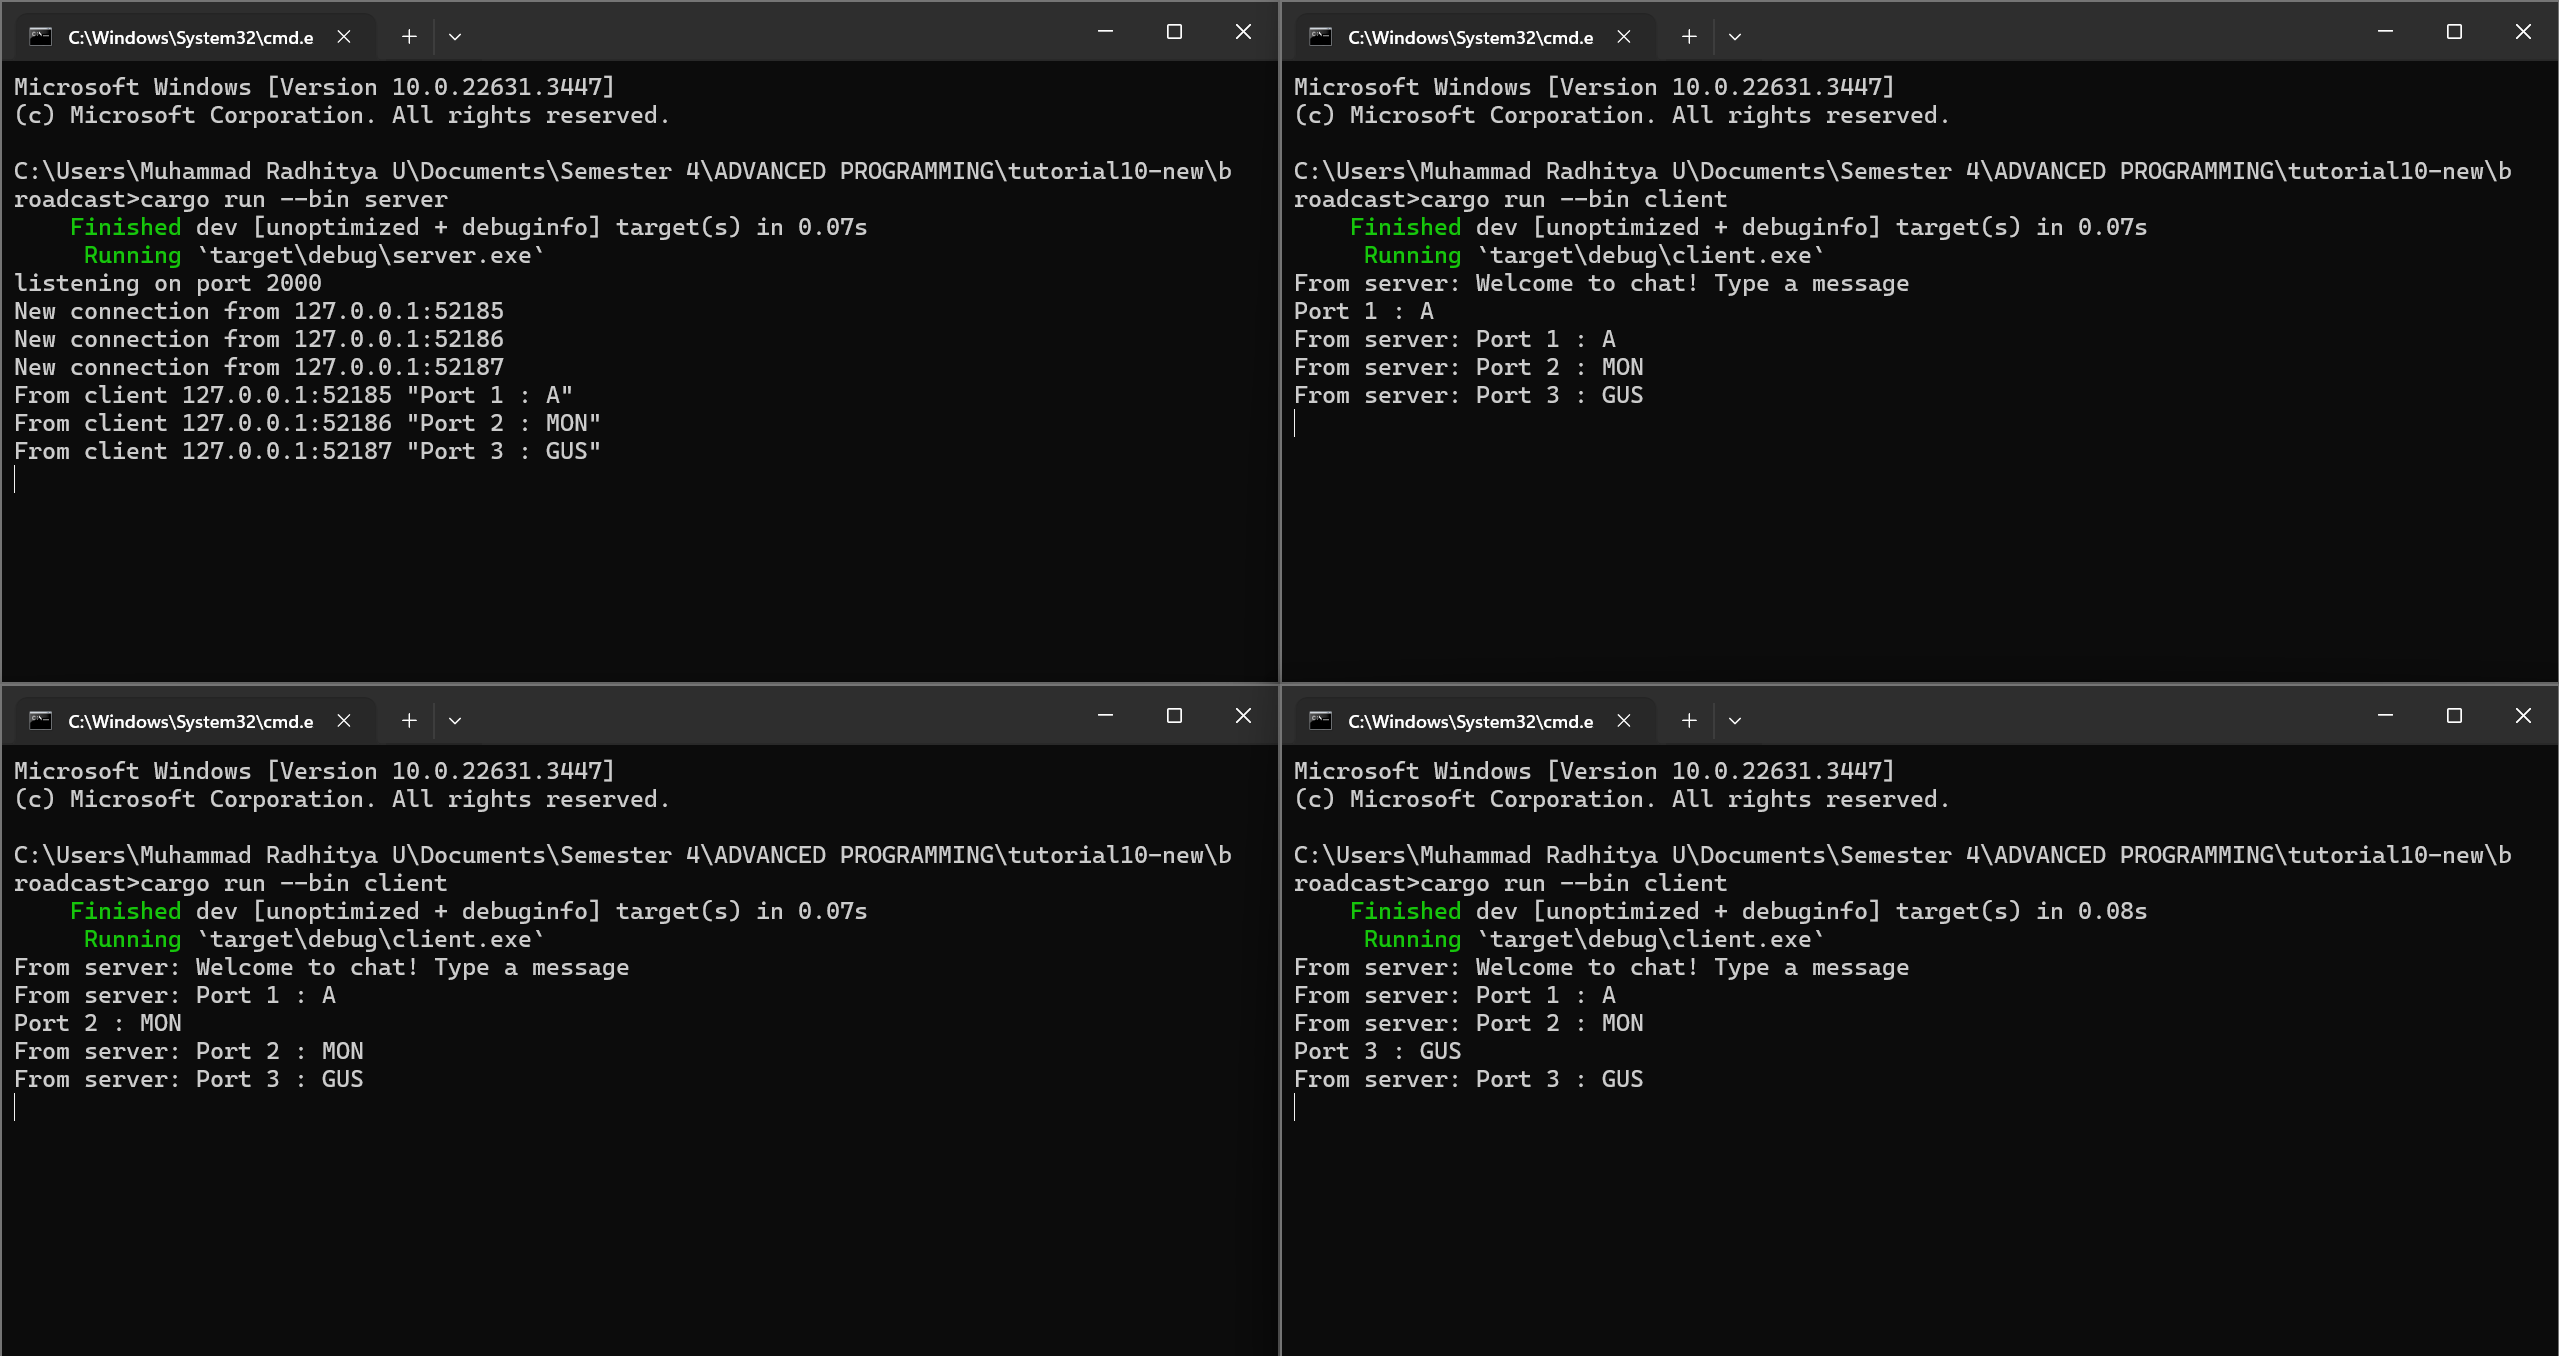 C:\Windows\System32\cmd.e
Microsoft Windows [Version 10.0.22631.3447]
(c) Microsoft Corporation. All rights reserved.
C:\Users\Muhammad Radhitya U\Documents\Semester 4\ADVANCED PROGRAMMING\tutorial10-new\b
roadcast>cargo run --bin server
Finished dev [unoptimized + debuginfo] target(s) in 0.07s
Running `target\debug\server.exe`
listening on port 2000
New connection from 127.0.0.1:52185
New connection from 127.0.0.1:52186
New connection from 127.0.0.1:52187
From client 127.0.0.1:52185 "Port 1 : A"
From client 127.0.0.1:52186 "Port 2 : MON"
From client 127.0.0.1:52187 "Port 3 : GUS"
C:\Windows\System32\cmd.e
Microsoft Windows [Version 10.0.22631.3447]
(c) Microsoft Corporation. All rights reserved.
C:\Users\Muhammad Radhitya U\Documents\Semester 4\ADVANCED PROGRAMMING\tutorial10-new\b
roadcast>cargo run --bin client
Finished dev [unoptimized + debuginfo] target(s) in 0.07s
Running `target\debug\client.exe`
From server: Welcome to chat! Type a message
Port 1 : A
From server: Port 1 : A
From server: Port 2 : MON
From server: Port 3 : GUS
C:\Windows\System32\cmd.e
Microsoft Windows [Version 10.0.22631.3447]
(c) Microsoft Corporation. All rights reserved.
C:\Users\Muhammad Radhitya U\Documents\Semester 4\ADVANCED PROGRAMMING\tutorial10-new\b
roadcast>cargo run --bin client
Finished dev [unoptimized + debuginfo] target(s) in 0.07s
Running `target\debug\client.exe`
From server: Welcome to chat! Type a message
From server: Port 1 : A
Port 2 : MON
From server: Port 2 : MON
From server: Port 3 : GUS
C:\Windows\System32\cmd.e
Microsoft Windows [Version 10.0.22631.3447]
(c) Microsoft Corporation. All rights reserved.
C:\Users\Muhammad Radhitya U\Documents\Semester 4\ADVANCED PROGRAMMING\tutorial10-new\b
roadcast>cargo run --bin client
Finished dev [unoptimized + debuginfo] target(s) in 0.08s
Running `target\debug\client.exe`
From server: Welcome to chat! Type a message
From server: Port 1 : A
From server: Port 2 : MON
Port 3 : GUS
From server: Port 3 : GUS